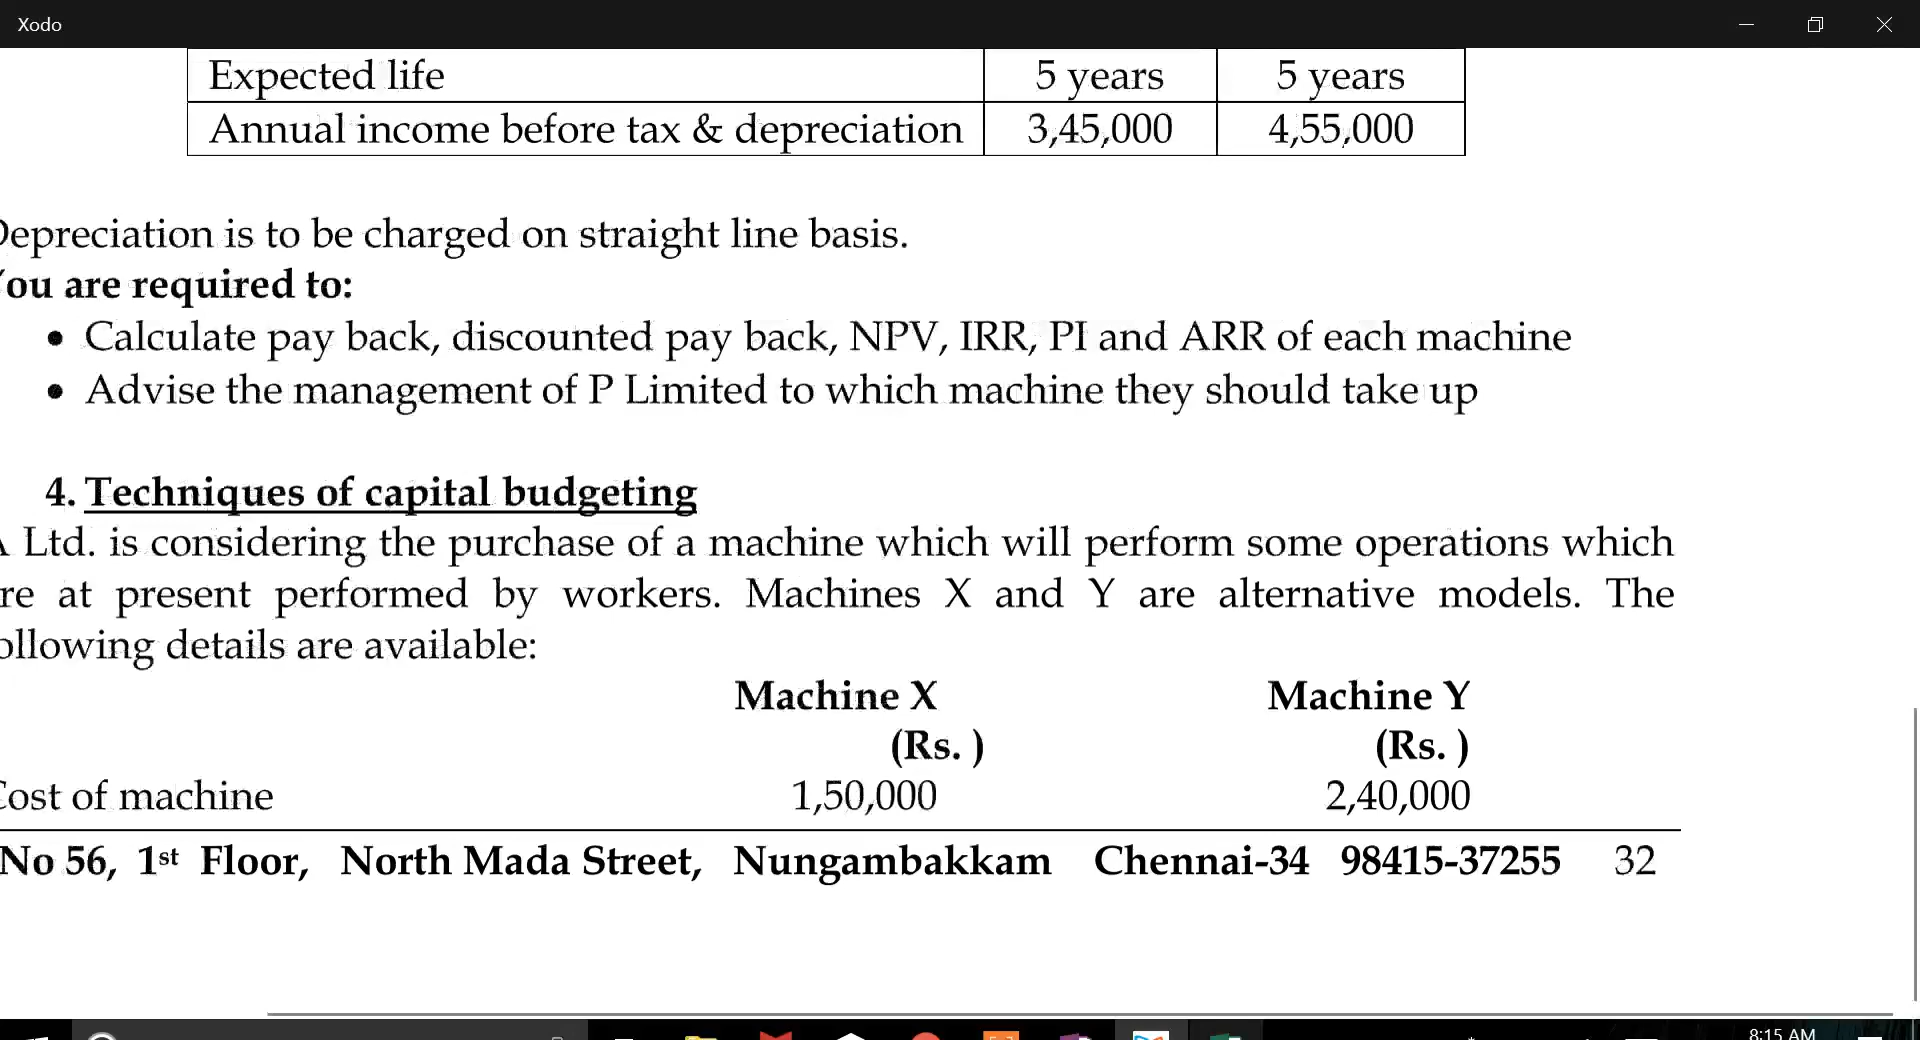 Xodo
Expected life 5 years 5 years
Annual income before tax & depreciation 3,45,000 4,55,000
Depreciation is to be charged on straight line basis.
You are required to:
• Calculate pay back, discounted pay back, NPV, IRR, PI and ARR of each machine
• Advise the management of P Limited to which machine they should take up
4. Techniques of capital budgeting
A Ltd. is considering the purchase of a machine which will perform some operations which
re at present performed by workers. Machines X and Y are alternative models. The
ollowing details are available:
Machine X Machine Y
(Rs. ) (Rs. )
Cost of machine 1,50,000 2,40,000
No 56, 1st Floor, North Mada Street, Nungambakkam Chennai-34 98415-37255 32
8:15 AM